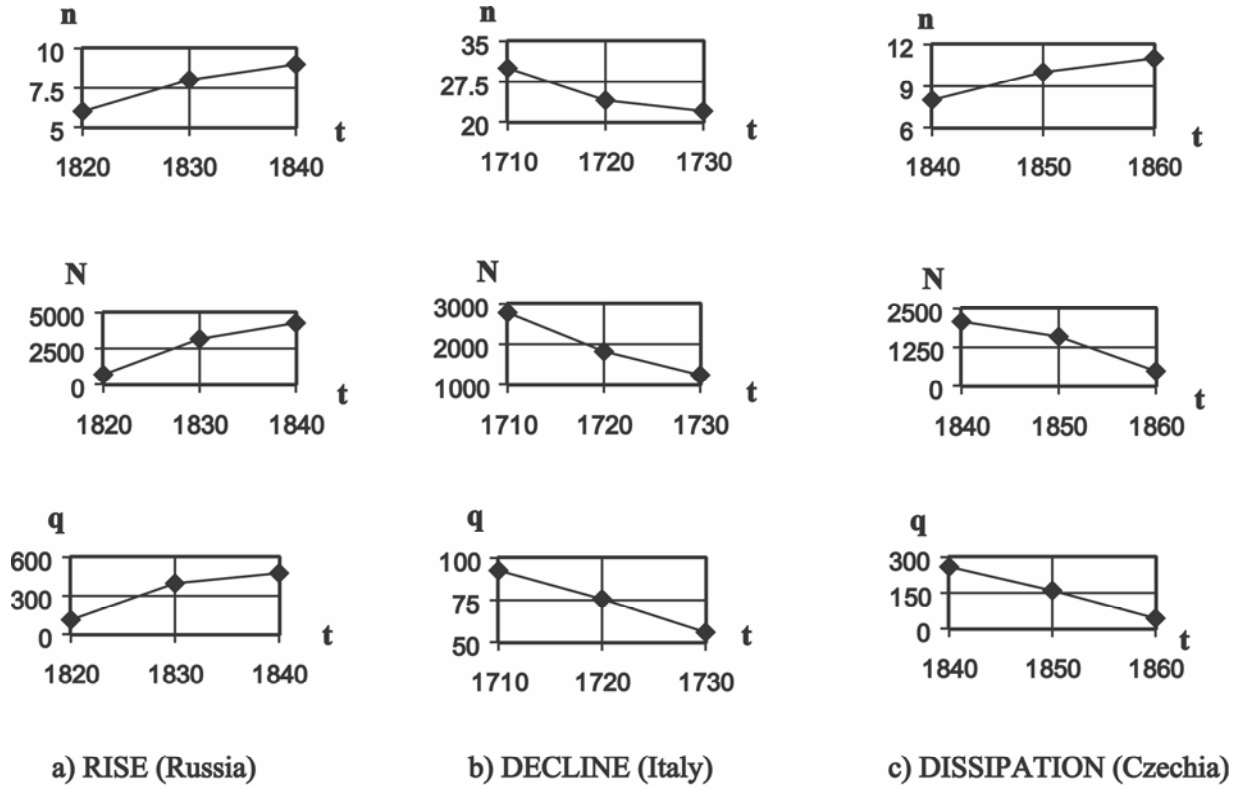 n
10
7.5
5
t
1820 1830 1840
n
35
27.5
20
t
1710 1720 1730
n
12
9
6
t
1840 1850 1860
N
5000
2500
0
t
1820 1830 1840
N
3000
2000
1000
t
1710 1720 1730
N
2500
1250
0
t
1840 1850 1860
q
600
300
0
t
1820 1830 1840
q
100
75
50
t
1710 1720 1730
q
300
150
0
t
1840 1850 1860
a) RISE (Russia)
b) DECLINE (Italy)
c) DISSIPATION (Czechia)